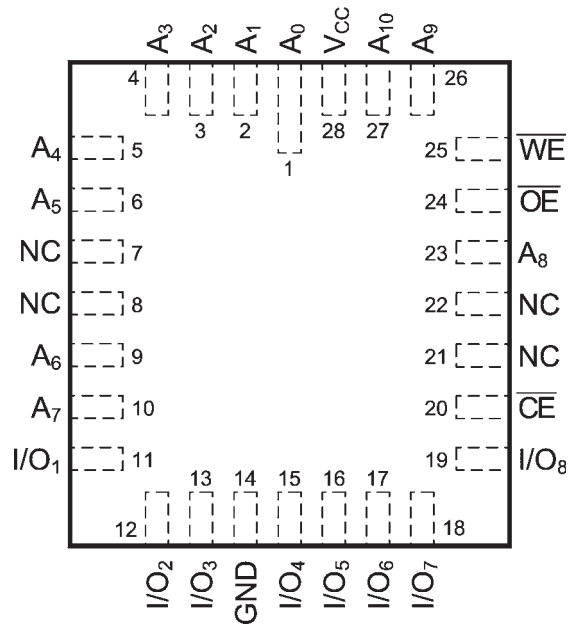 A3 A2 A1 A0 VCC A10 A9
4 3 2 1 28 27 26
A4 5 25 WE
A5 6 24 OE
NC 7 23 A8
NC 8 22 NC
A6 9 21 NC
A7 10 20 CE
I/O1 11 19 I/O8
12 13 14 15 16 17 18
I/O2 I/O3 GND I/O4 I/O5 I/O6 I/O7